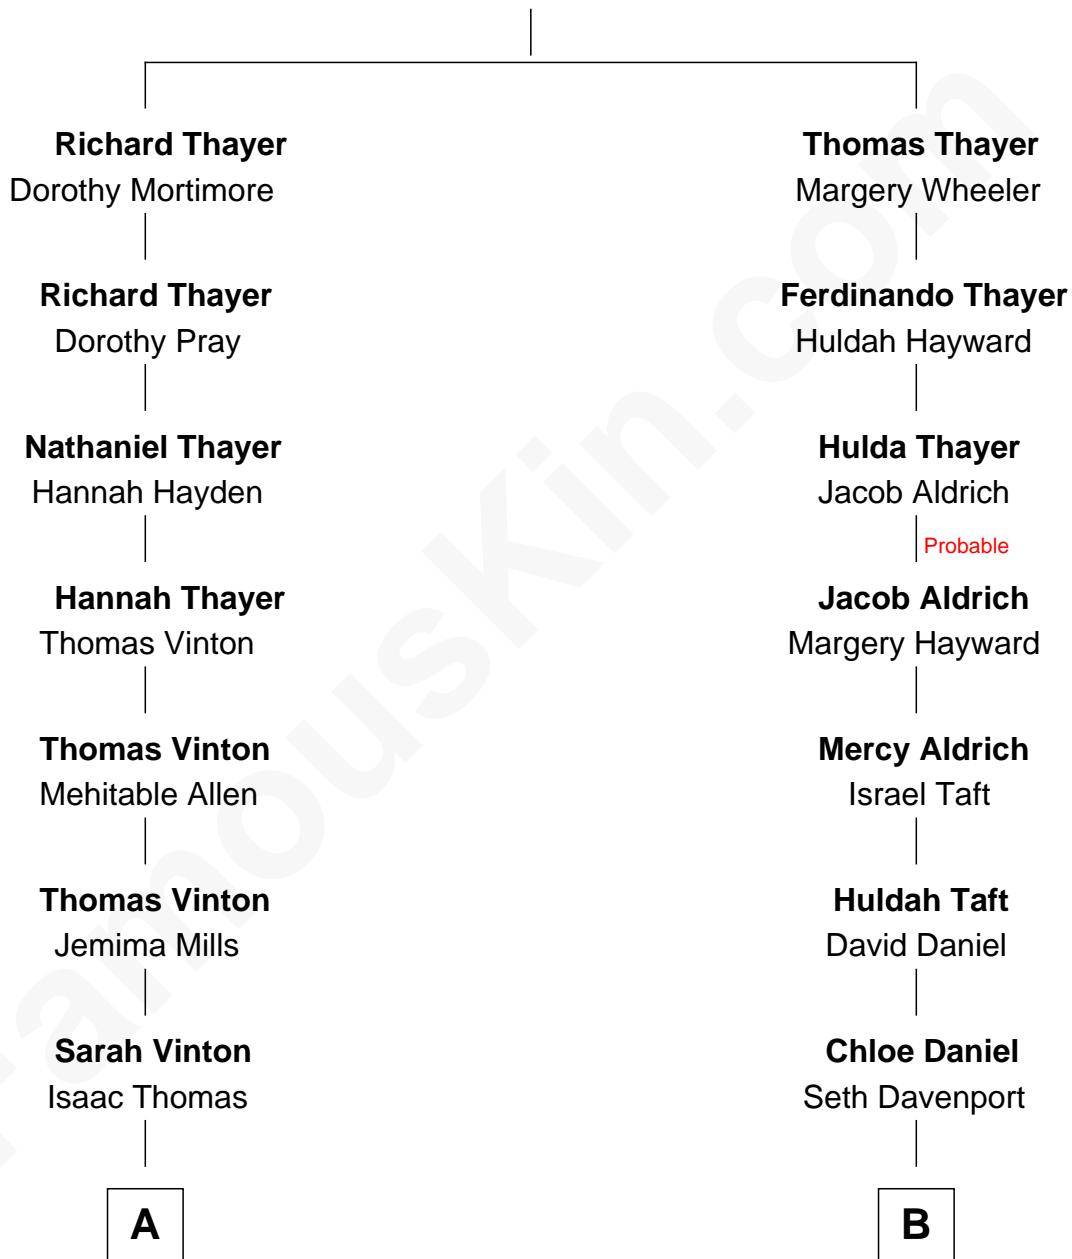 Richard Thayer
Dorothy Mortimore
Richard Thayer
Dorothy Pray
Nathaniel Thayer
Hannah Hayden
Hannah Thayer
Thomas Vinton
Thomas Vinton
Mehitable Allen
Thomas Vinton
Jemima Mills
Sarah Vinton
Isaac Thomas
A
Thomas Thayer
Margery Wheeler
Ferdinando Thayer
Huldah Hayward
Hulda Thayer
Jacob Aldrich
Probable
Jacob Aldrich
Margery Hayward
Mercy Aldrich
Israel Taft
Huldah Taft
David Daniel
Chloe Daniel
Seth Davenport
B
FamousKin.com